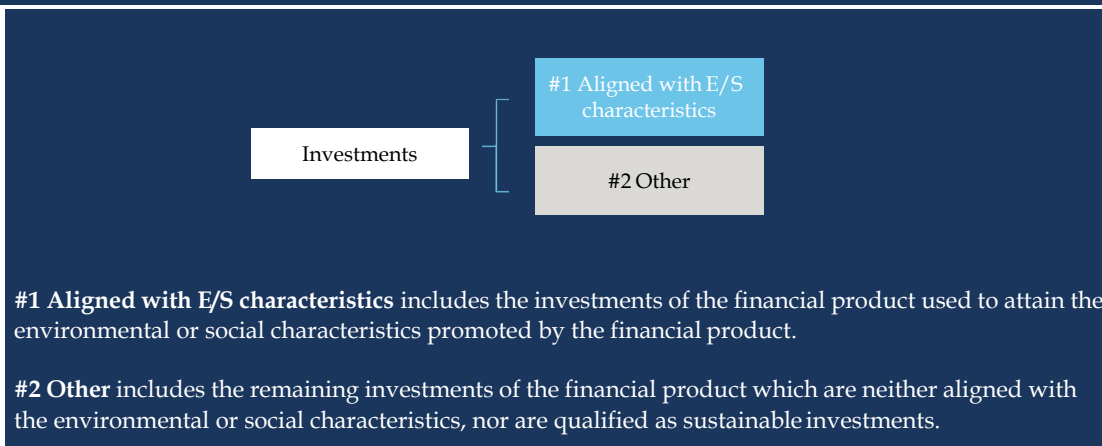 #1 Aligned with E/S
characteristics
Investments
#2 Other
#1 Aligned with E/S characteristics includes the investments of the financial product used to attain the
environmental or social characteristics promoted by the financial product.
#2 Other includes the remaining investments of the financial product which are neither aligned with
the environmental or social characteristics, nor are qualified as sustainable investments.